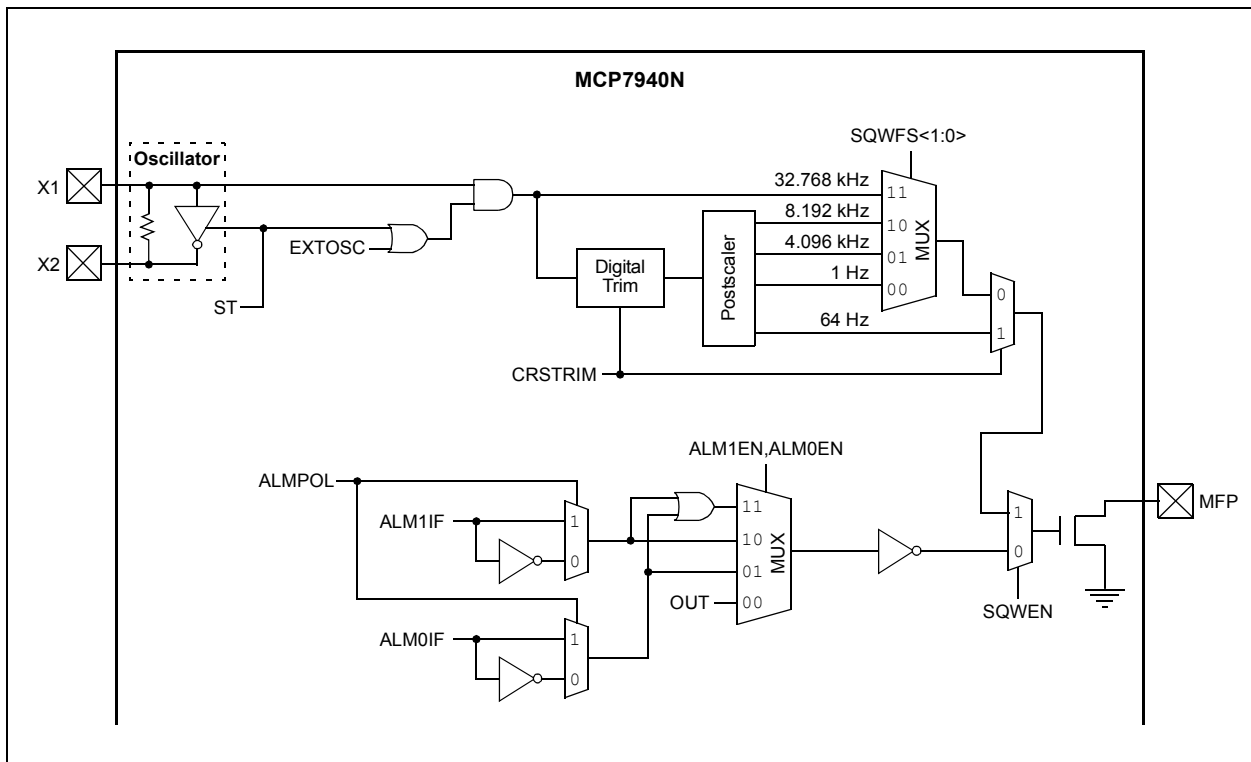 MCP7940N
SQWFS<1:0>
Oscillator
X1
32.768 kHz
11
8.192 kHz
10
EXTOSC
4.096 kHz
01
MUX
X2
Digital
Trim
Postscaler
1 Hz
00
0
ST
64 Hz
1
CRSTRIM
ALM1EN,ALM0EN
ALMPOL
MFP
ALM1IF
1
11
1
0
10
MUX
0
01
OUT
00
SQWEN
ALM0IF
1
0